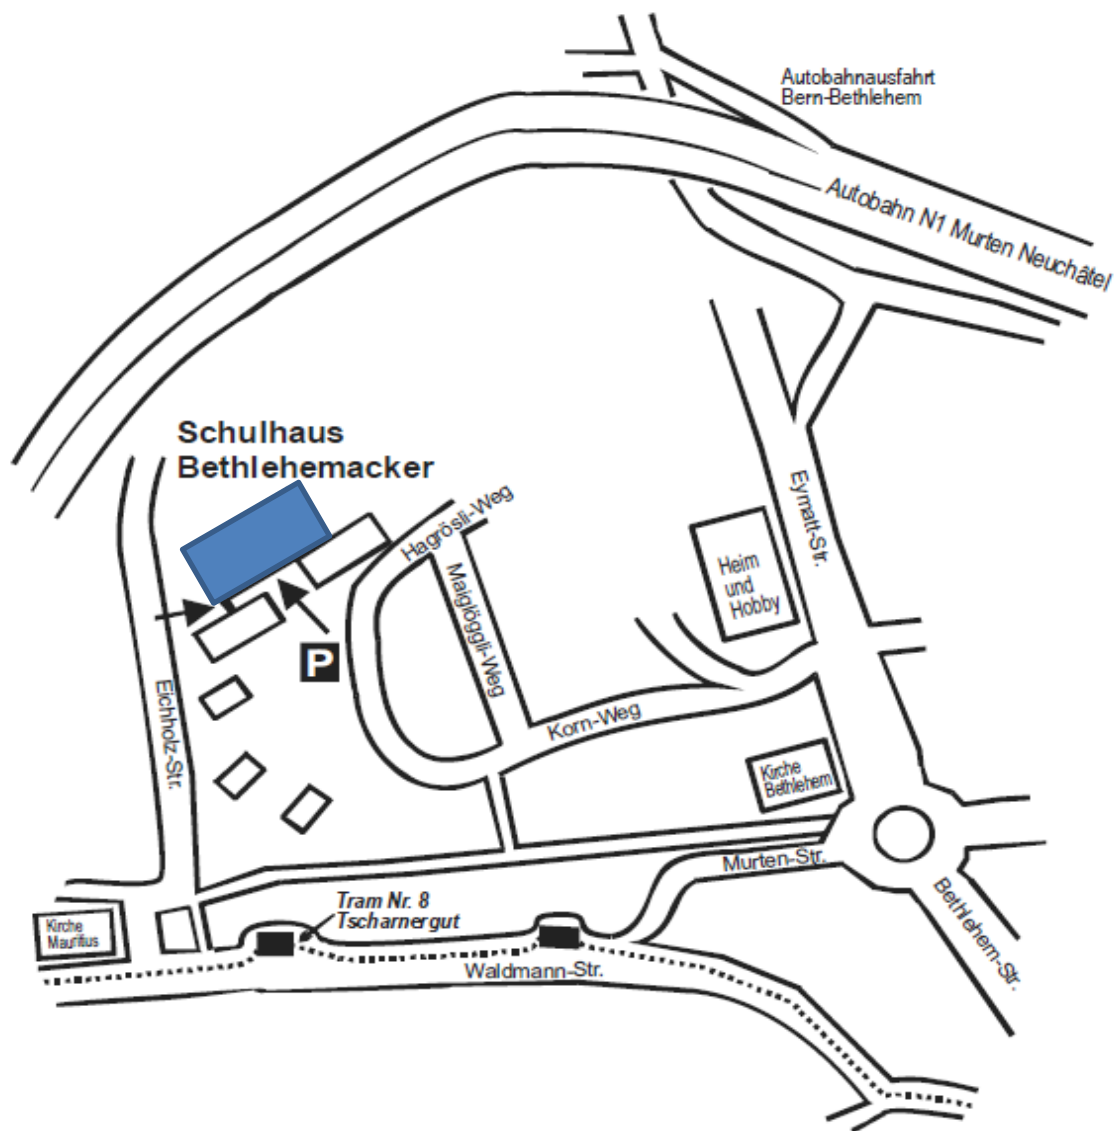 Autobahnausfahrt
Bern-Bethlehem
Autobahn N1 Murten Neuchâtel
Schulhaus
Bethlehemacker
Hagrösli-Weg
Eymatt-Str.
Heim
und
Hobby
Maiglöggli-Weg
P
Eichholz-Str.
Korn-Weg
Kirche
Bethlehem
Murten-Str.
Bethlehem-Str.
Tram Nr. 8
Tscharnergut
Kirche
Mauritius
Waldmann-Str.